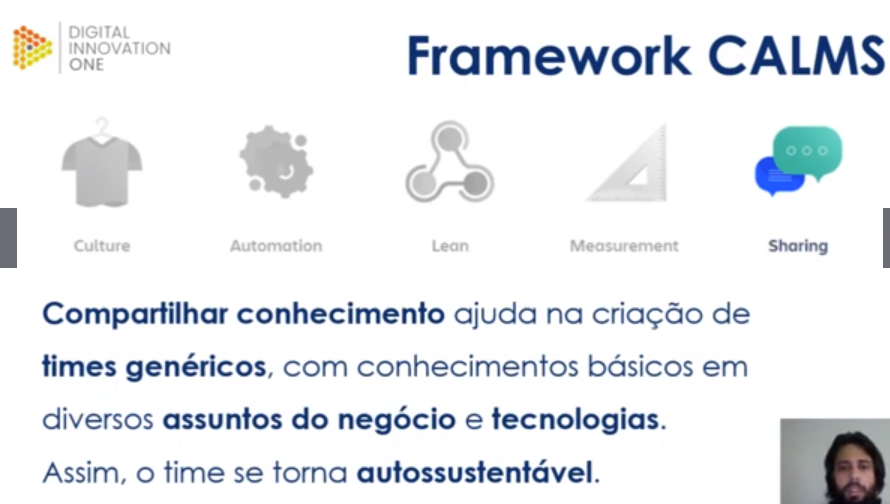 DIGITAL
INNOVATION
ONE
Framework CALMS
Culture
Automation
Lean
Measurement
Sharing
Compartilhar conhecimento ajuda na criação de
times genéricos, com conhecimentos básicos em
diversos assuntos do negócio e tecnologias.
Assim, o time se torna autossustentável.